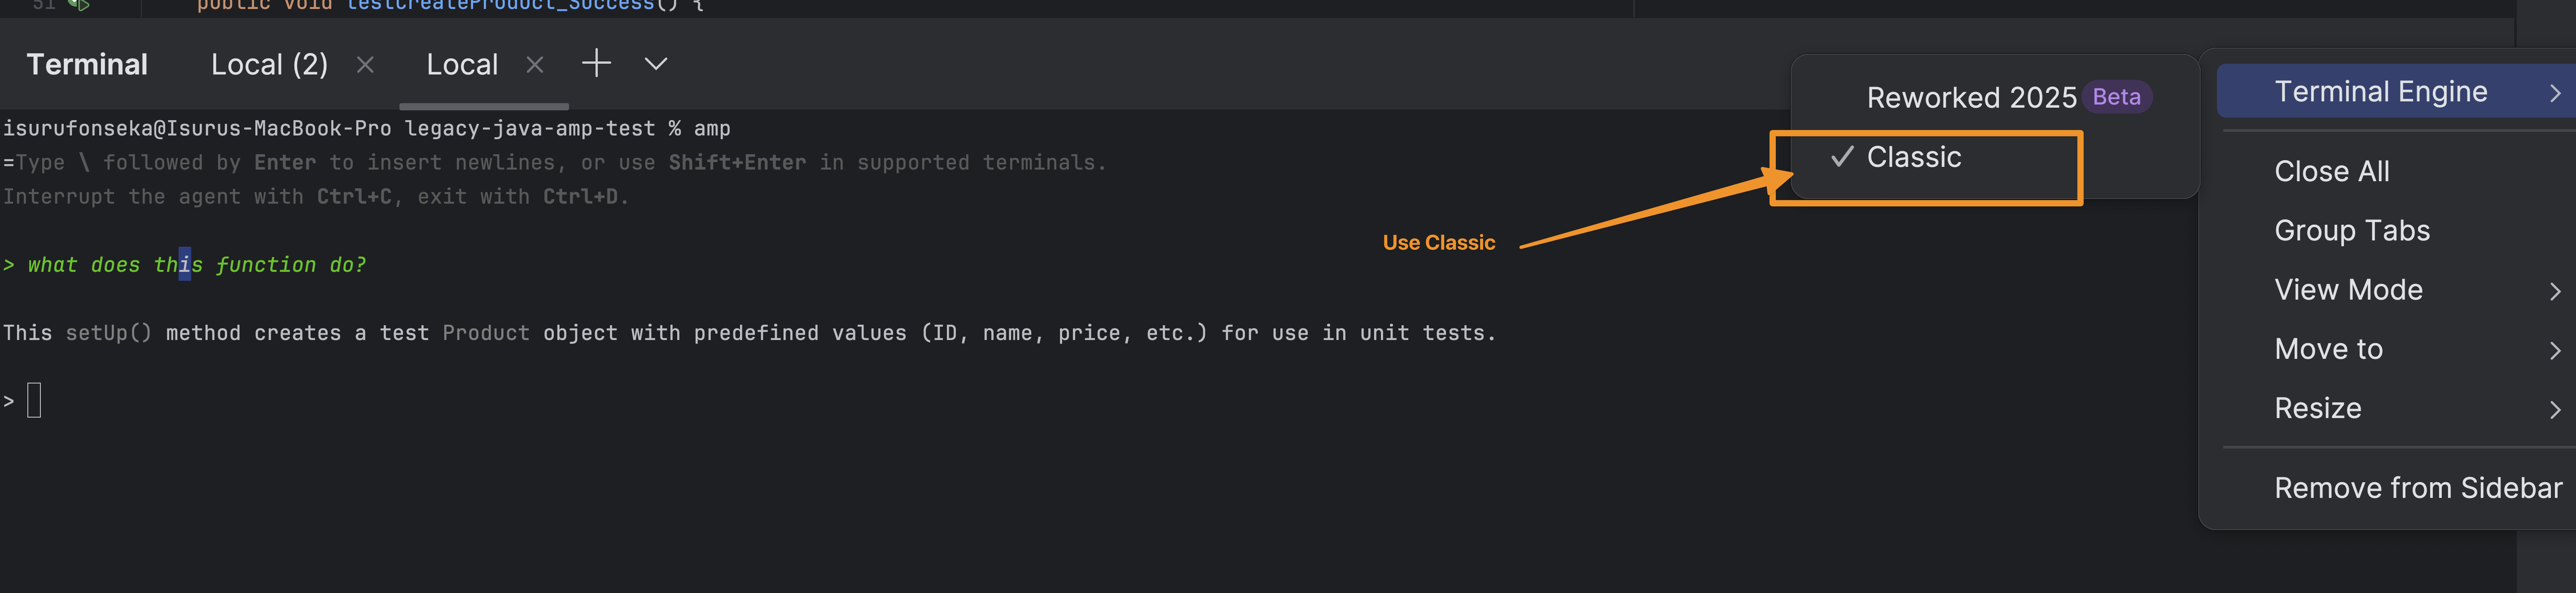 51 public void testCreateProduct_Success() {
Terminal Local (2) Local
isurufonseka@Isurus-MacBook-Pro legacy-java-amp-test % amp
=Type \ followed by Enter to insert newlines, or use Shift+Enter in supported terminals.
Interrupt the agent with Ctrl+C, exit with Ctrl+D.
> what does this function do?
This setUp() method creates a test Product object with predefined values (ID, name, price, etc.) for use in unit tests.
>
Use Classic
Reworked 2025 Beta
✓ Classic
Terminal Engine
Close All
Group Tabs
View Mode
Move to
Resize
Remove from Sidebar